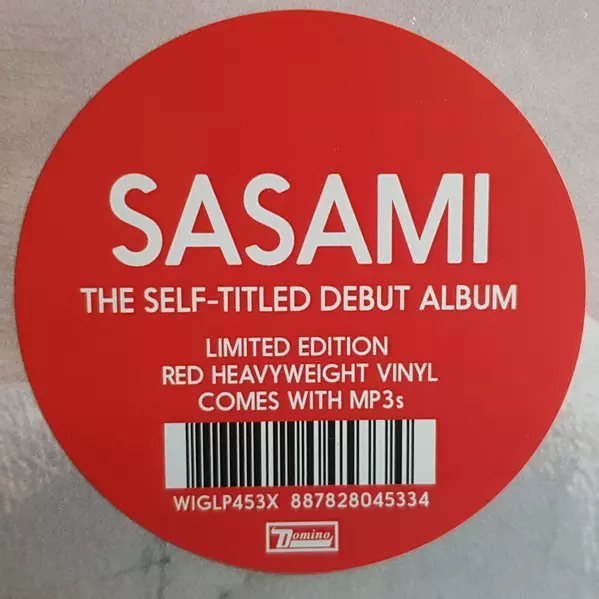 SASAMI
THE SELF-TITLED DEBUT ALBUM
LIMITED EDITION
RED HEAVYWEIGHT VINYL
COMES WITH MP3s
WIGLP453X 887828045334
Domino